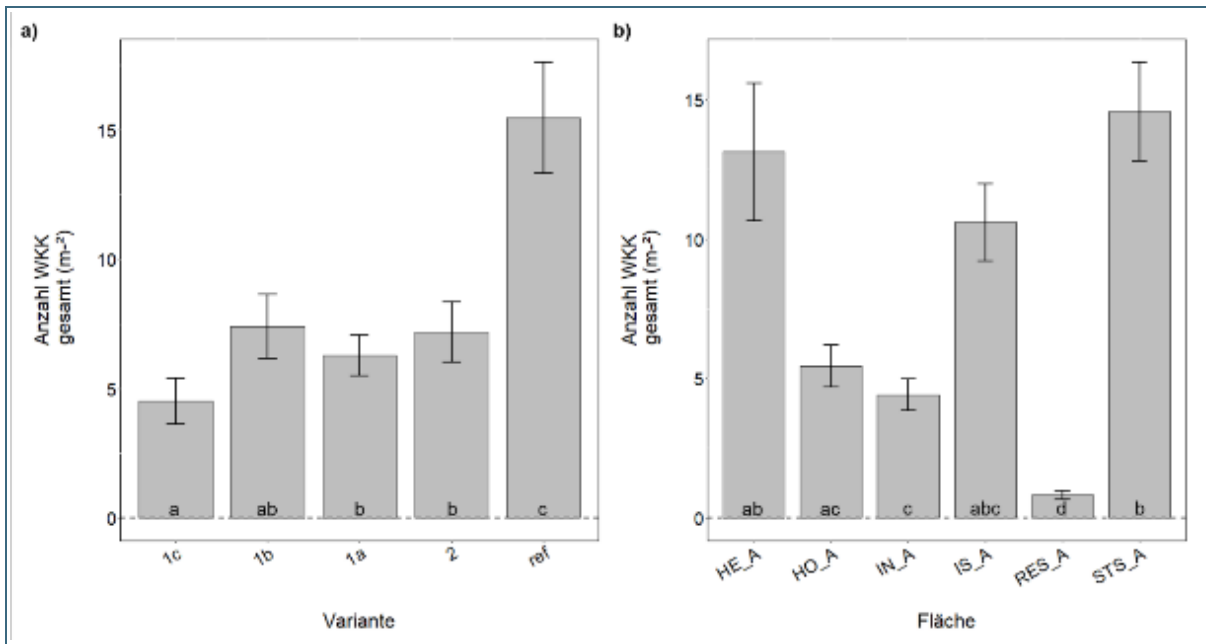 a)
Anzahl WKK
gesamt (m-²)
15
10
5
0
a ab b b c
1c 1b 1a 2 ref
Variante
b)
Anzahl WKK
gesamt (m-²)
15
10
5
0
ab ac c abc d b
HE_A HO_A IN_A IS_A RES_A STS_A
Fläche